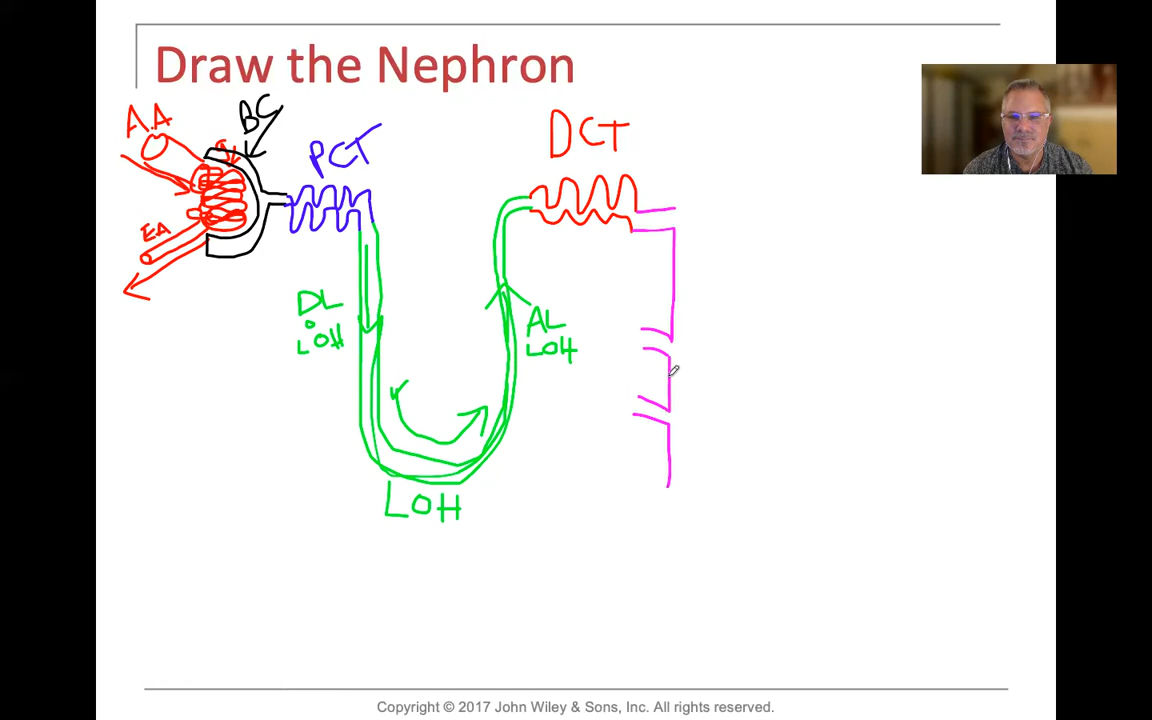 Draw the Nephron
A.A
BC
PCT
DCT
EA
DL
LOH
AL
LOH
LOH
Copyright © 2017 John Wiley & Sons, Inc. All rights reserved.